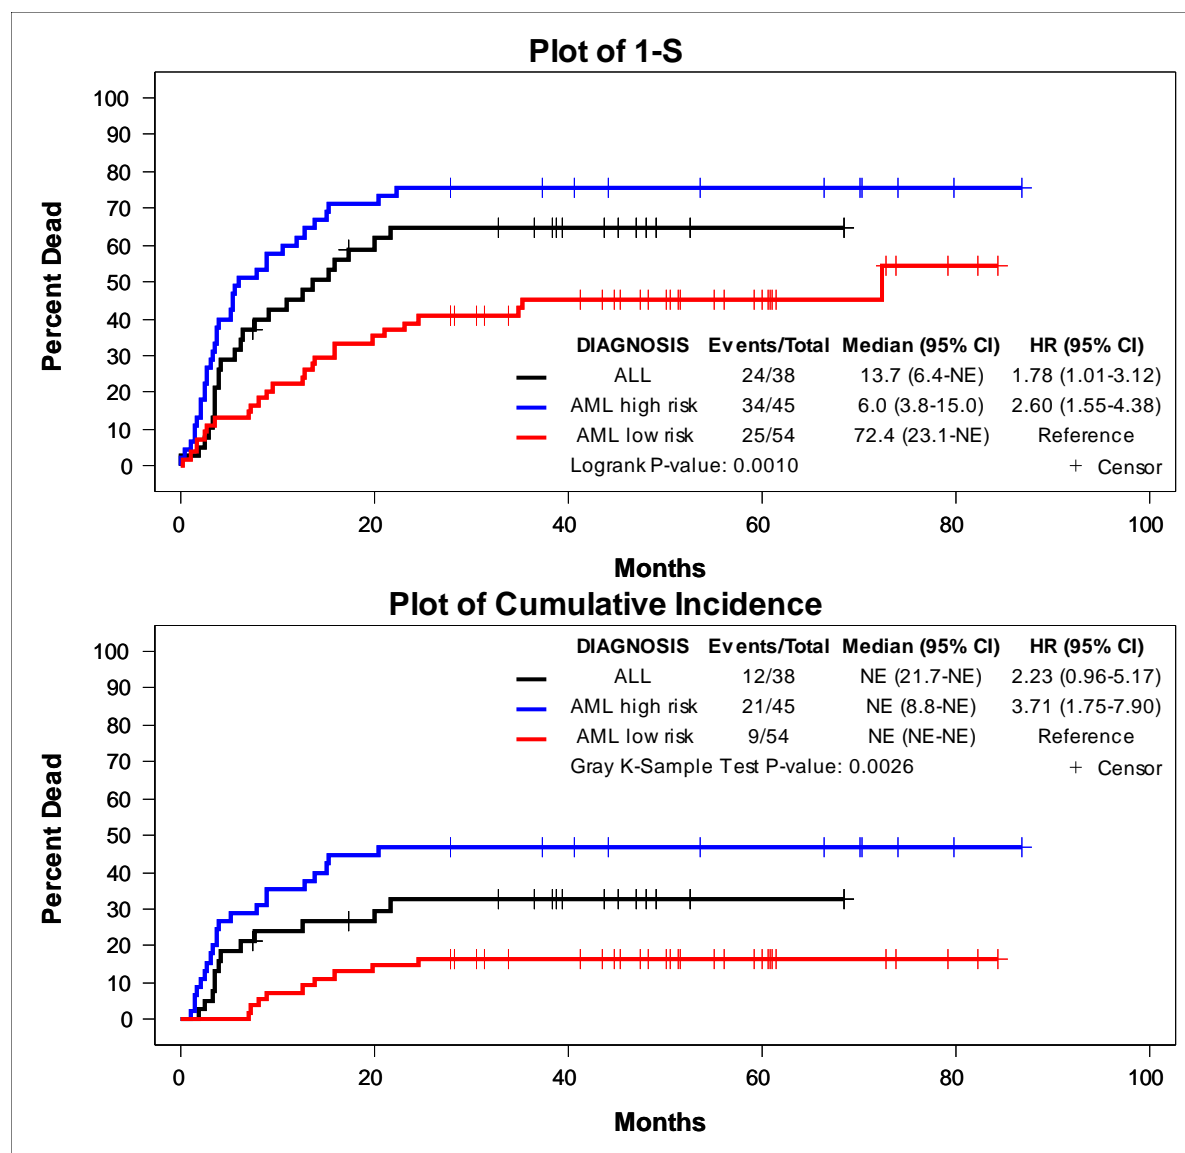 Plot of 1-S
Percent Dead
100
90
80
70
60
50
40
30
20
10
0
DIAGNOSIS Events/Total Median (95% CI) HR (95% CI)
ALL 24/38 13.7 (6.4-NE) 1.78 (1.01-3.12)
AML high risk 34/45 6.0 (3.8-15.0) 2.60 (1.55-4.38)
AML low risk 25/54 72.4 (23.1-NE) Reference
Logrank P-value: 0.0010 + Censor
0 20 40 60 80 100
Months
Plot of Cumulative Incidence
Percent Dead
100
90
80
70
60
50
40
30
20
10
0
DIAGNOSIS Events/Total Median (95% CI) HR (95% CI)
ALL 12/38 NE (21.7-NE) 2.23 (0.96-5.17)
AML high risk 21/45 NE (8.8-NE) 3.71 (1.75-7.90)
AML low risk 9/54 NE (NE-NE) Reference
Gray K-Sample Test P-value: 0.0026 + Censor
0 20 40 60 80 100
Months